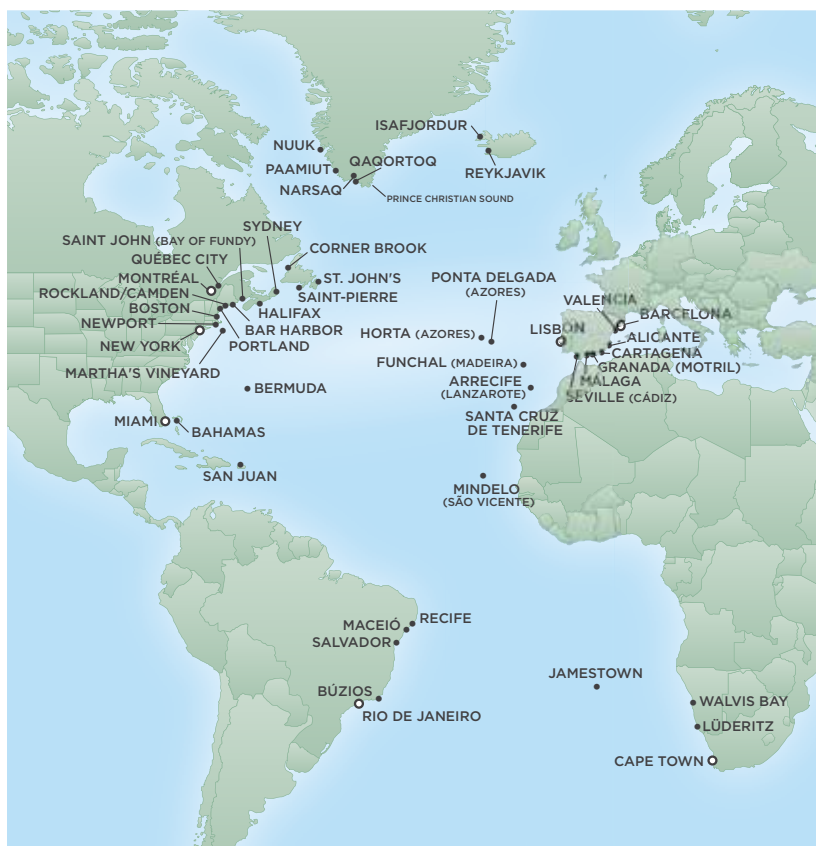 ISAFJORDUR
NUUK
QAQORTOQ
PAAMIUT
REYKJAVIK
NARSAQ
PRINCE CHRISTIAN SOUND
SYDNEY
SAINT JOHN (BAY OF FUNDY)
CORNER BROOK
QUÉBEC CITY
MONTRÉAL
ST. JOHN'S
PONTA DELGADA
(AZORES)
ROCKLAND/CAMDEN
SAINT-PIERRE
VALENCIA
BOSTON
HALIFAX
BARCELONA
NEWPORT
BAR HARBOR
HORTA (AZORES)
LISBON
ALICANTE
NEW YORK
PORTLAND
CARTAGENA
FUNCHAL (MADEIRA)
GRANADA (MOTRIL)
MARTHA'S VINEYARD
ARRECIFE
(LANZAROTE)
MÁLAGA
BERMUDA
SEVILLE (CÁDIZ)
SANTA CRUZ
DE TENERIFE
MIAMI
BAHAMAS
SAN JUAN
MINDELO
(SÃO VICENTE)
RECIFE
MACEIÓ
SALVADOR
JAMESTOWN
BÚZIOS
WALVIS BAY
RIO DE JANEIRO
LÜDERITZ
CAPE TOWN